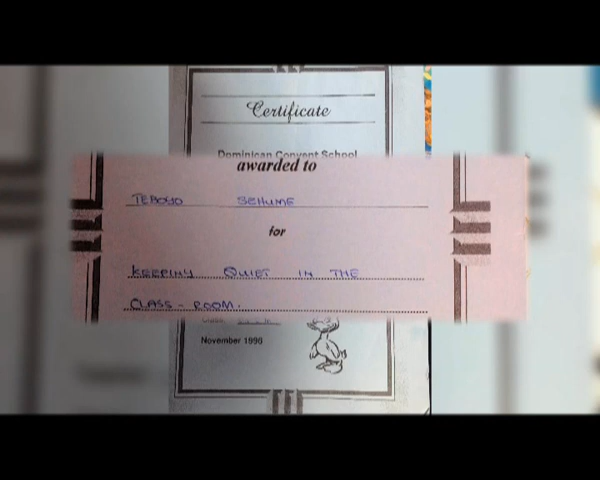 Certificate
Dominican Convent School
awarded to
TEBOGO SEHUME
for
KEEPING QUIET IN THE
CLASS-ROOM.
November 1990